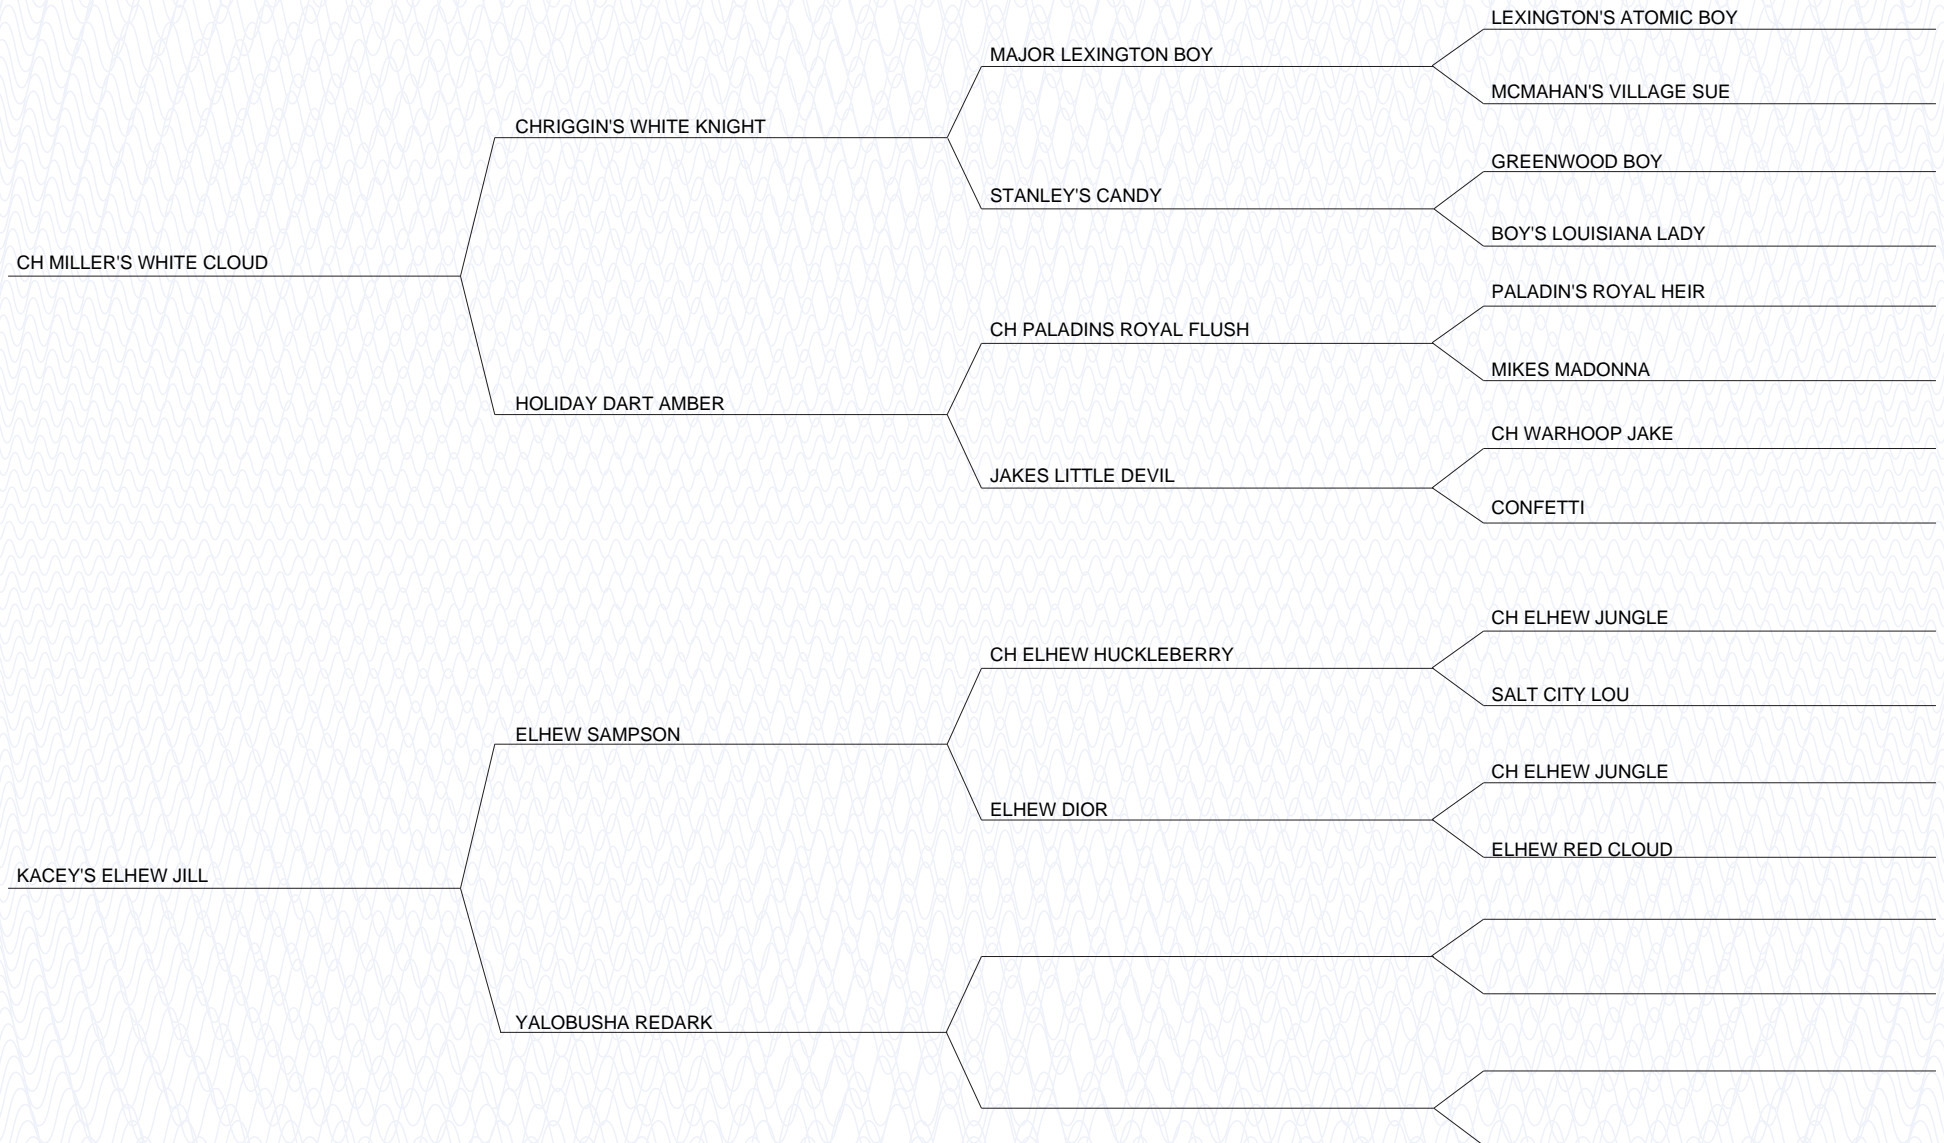 LEXINGTON'S ATOMIC BOY
MAJOR LEXINGTON BOY
MCMAHAN'S VILLAGE SUE
CHRIGGIN'S WHITE KNIGHT
GREENWOOD BOY
STANLEY'S CANDY
BOY'S LOUISIANA LADY
CH MILLER'S WHITE CLOUD
PALADIN'S ROYAL HEIR
CH PALADINS ROYAL FLUSH
MIKES MADONNA
HOLIDAY DART AMBER
CH WARHOOP JAKE
JAKES LITTLE DEVIL
CONFETTI
CH ELHEW JUNGLE
CH ELHEW HUCKLEBERRY
SALT CITY LOU
ELHEW SAMPSON
CH ELHEW JUNGLE
ELHEW DIOR
ELHEW RED CLOUD
KACEY'S ELHEW JILL
YALOBUSHA REDARK